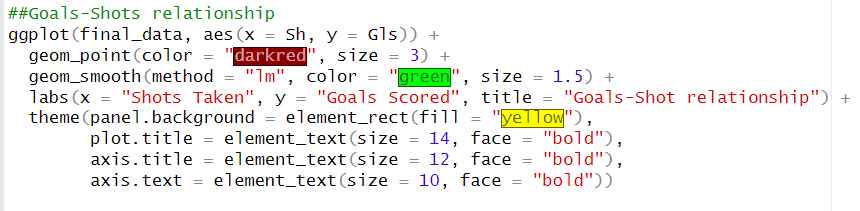 ##Goals-Shots relationship
ggplot(final_data, aes(x = Sh, y = Gls)) +
  geom_point(color = "darkred", size = 3) +
  geom_smooth(method = "lm", color = "green", size = 1.5) +
  labs(x = "Shots Taken", y = "Goals Scored", title = "Goals-Shot relationship") +
  theme(panel.background = element_rect(fill = "yellow"),
        plot.title = element_text(size = 14, face = "bold"),
        axis.title = element_text(size = 12, face = "bold"),
        axis.text = element_text(size = 10, face = "bold"))